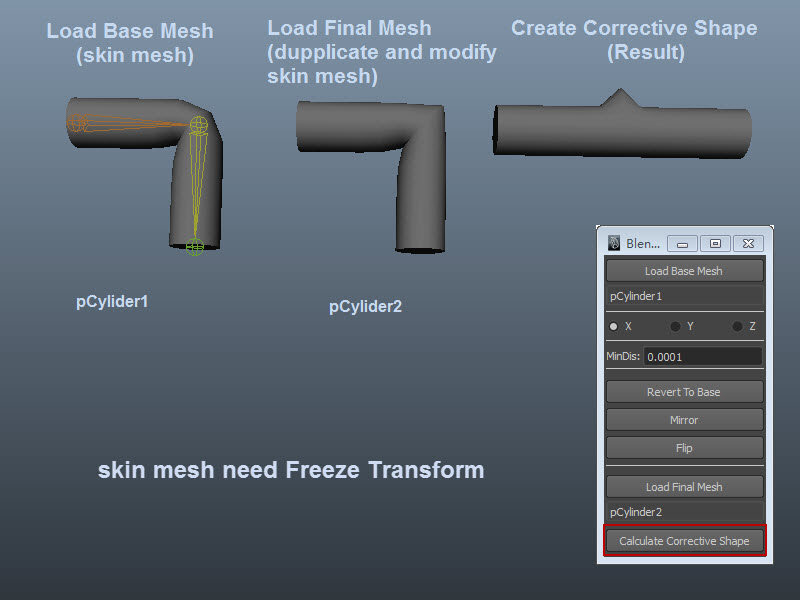 Load Base Mesh
(skin mesh)
Load Final Mesh
(dupplicate and modify
skin mesh)
Create Corrective Shape
(Result)
pCylider1
pCylider2
skin mesh need Freeze Transform
Blen...
Load Base Mesh
pCylinder1
X Y Z
MinDis: 0.0001
Revert To Base
Mirror
Flip
Load Final Mesh
pCylinder2
Calculate Corrective Shape